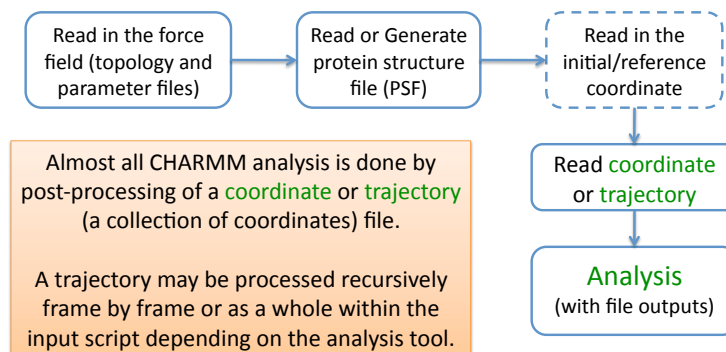 Read in the force
field (topology and
parameter files)
Read or Generate
protein structure
file (PSF)
Read in the
initial/reference
coordinate
Almost all CHARMM analysis is done by
post-processing of a coordinate or trajectory
(a collection of coordinates) file.
A trajectory may be processed recursively
frame by frame or as a whole within the
input script depending on the analysis tool.
Read coordinate
or trajectory
Analysis
(with file outputs)